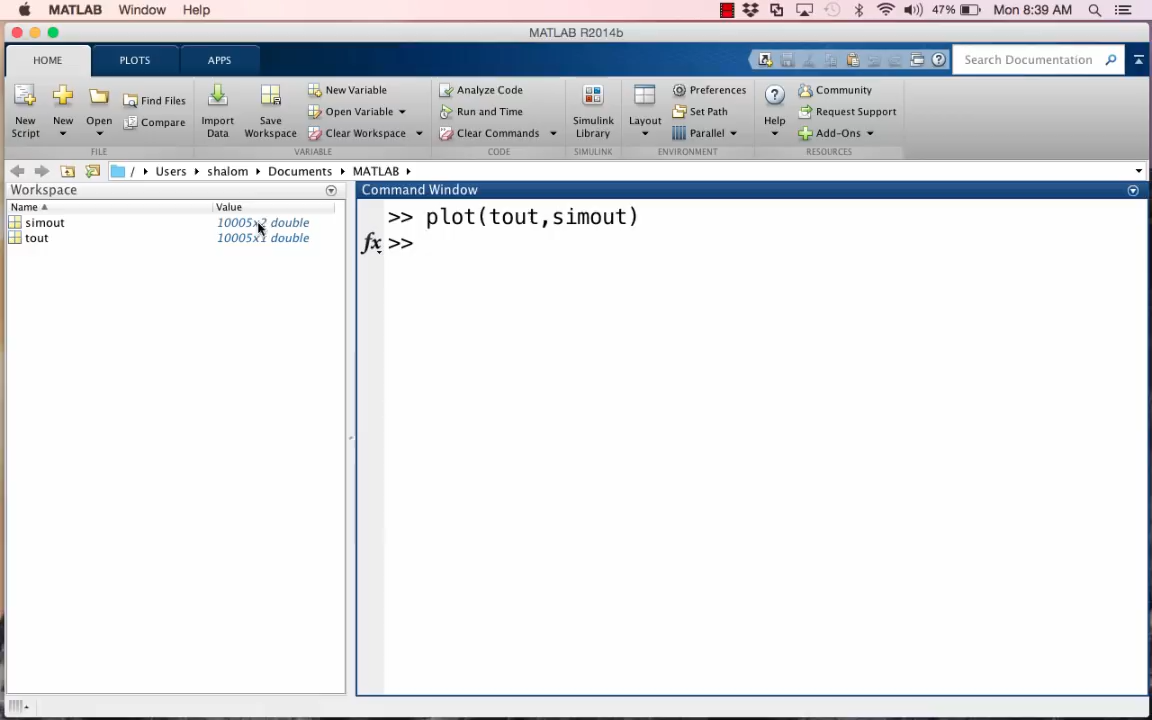 MATLAB Window Help 47% Mon 8:39 AM
MATLAB R2014b
HOME PLOTS APPS Search Documentation
New Script New Open Find Files Compare Import Data Save Workspace New Variable Open Variable Clear Workspace Analyze Code Run and Time Clear Commands Simulink Library Layout Preferences Set Path Parallel Help Community Request Support Add-Ons
FILE VARIABLE CODE SIMULINK ENVIRONMENT RESOURCES
/ Users shalom Documents MATLAB
Workspace
Name Value
simout 10005x2 double
tout 10005x1 double
Command Window
>> plot(tout,simout)
fx >>